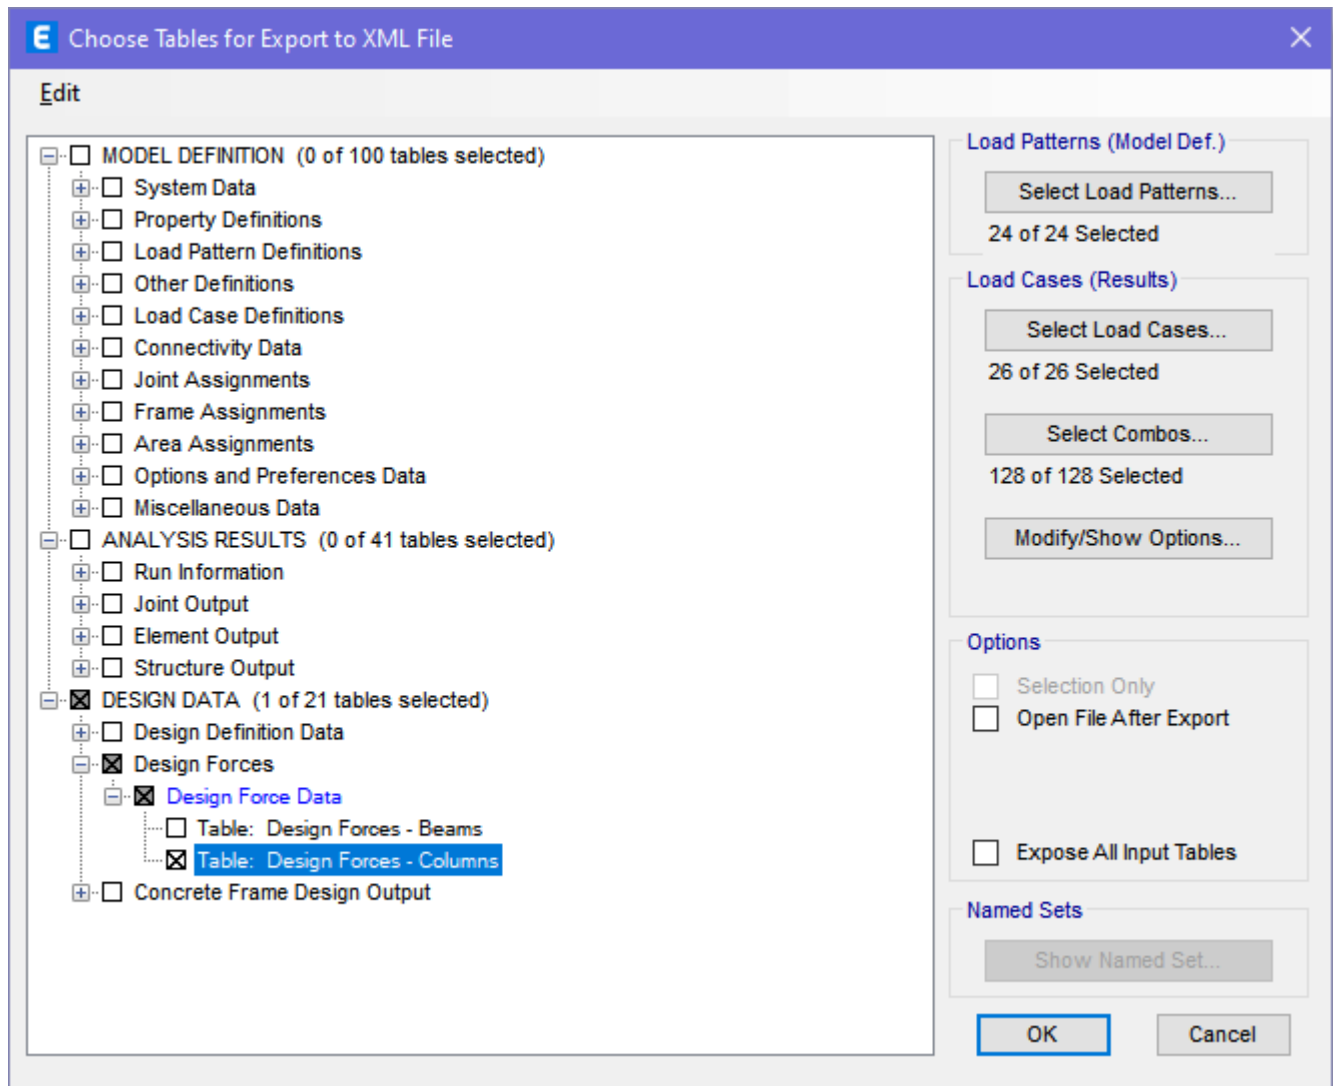 E Choose Tables for Export to XML File
Edit
MODEL DEFINITION (0 of 100 tables selected)
System Data
Property Definitions
Load Pattern Definitions
Other Definitions
Load Case Definitions
Connectivity Data
Joint Assignments
Frame Assignments
Area Assignments
Options and Preferences Data
Miscellaneous Data
ANALYSIS RESULTS (0 of 41 tables selected)
Run Information
Joint Output
Element Output
Structure Output
DESIGN DATA (1 of 21 tables selected)
Design Definition Data
Design Forces
Design Force Data
Table: Design Forces - Beams
Table: Design Forces - Columns
Concrete Frame Design Output
Load Patterns (Model Def.)
Select Load Patterns...
24 of 24 Selected
Load Cases (Results)
Select Load Cases...
26 of 26 Selected
Select Combos...
128 of 128 Selected
Modify/Show Options...
Options
Selection Only
Open File After Export
Expose All Input Tables
Named Sets
Show Named Set...
OK
Cancel